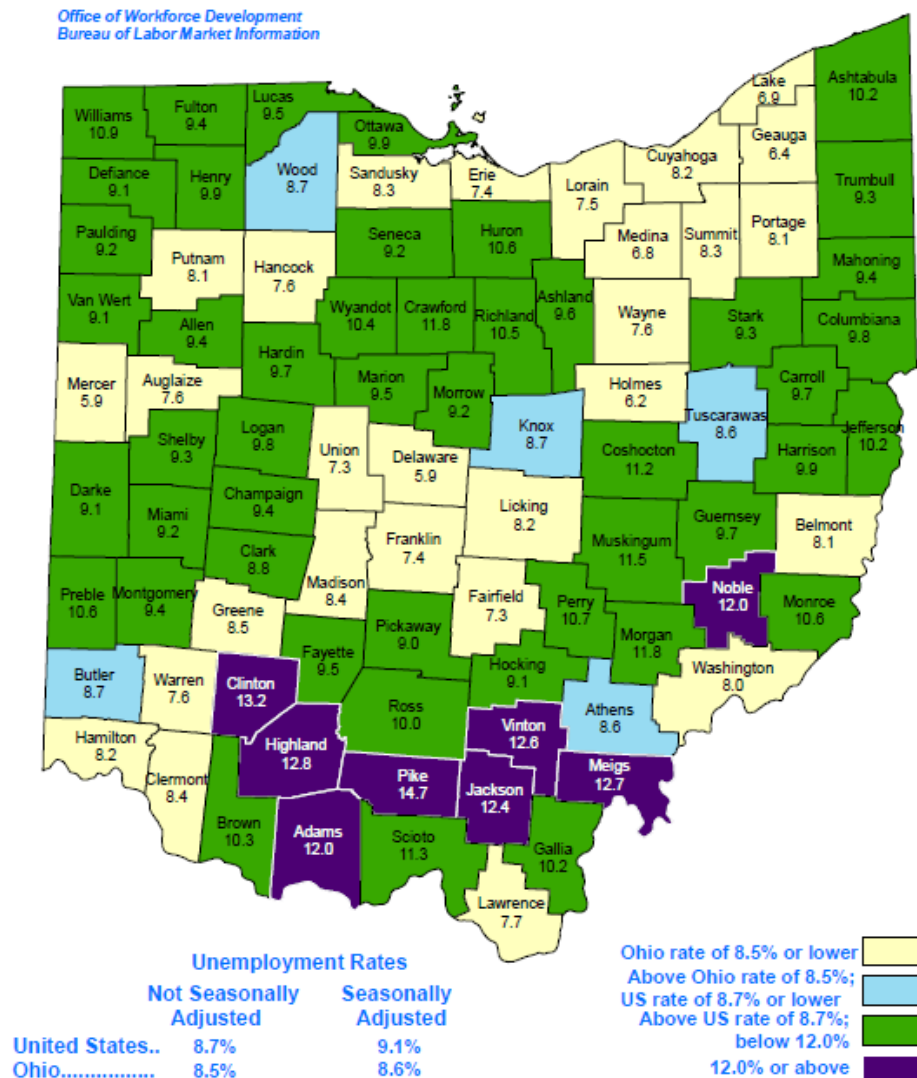 Office of Workforce Development
Bureau of Labor Market Information
Lake
6.9
Ashtabula
10.2
Williams
10.9
Fulton
9.4
Lucas
9.5
Ottawa
9.9
Geauga
6.4
Cuyahoga
8.2
Defiance
9.1
Henry
9.9
Wood
8.7
Sandusky
8.3
Erie
7.4
Lorain
7.5
Trumbull
9.3
Paulding
9.2
Putnam
8.1
Hancock
7.6
Seneca
9.2
Huron
10.6
Medina
6.8
Summit
8.3
Portage
8.1
Mahoning
9.4
Van Wert
9.1
Allen
9.4
Wyandot
10.4
Crawford
11.8
Richland
10.5
Ashland
9.6
Wayne
7.6
Stark
9.3
Columbiana
9.8
Mercer
5.9
Auglaize
7.6
Hardin
9.7
Marion
9.5
Morrow
9.2
Holmes
6.2
Carroll
9.7
Tuscarawas
8.6
Jefferson
10.2
Shelby
9.3
Logan
9.8
Union
7.3
Delaware
5.9
Knox
8.7
Coshocton
11.2
Harrison
9.9
Darke
9.1
Miami
9.2
Champaign
9.4
Licking
8.2
Guernsey
9.7
Belmont
8.1
Clark
8.8
Franklin
7.4
Muskingum
11.5
Madison
8.4
Noble
12.0
Preble
10.6
Montgomery
9.4
Greene
8.5
Pickaway
9.0
Fairfield
7.3
Perry
10.7
Morgan
11.8
Monroe
10.6
Fayette
9.5
Hocking
9.1
Washington
8.0
Butler
8.7
Warren
7.6
Clinton
13.2
Ross
10.0
Athens
8.6
Vinton
12.6
Hamilton
8.2
Highland
12.8
Clermont
8.4
Pike
14.7
Jackson
12.4
Meigs
12.7
Brown
10.3
Adams
12.0
Scioto
11.3
Gallia
10.2
Lawrence
7.7
Unemployment Rates
Not Seasonally Adjusted
Seasonally Adjusted
United States.. 8.7% 9.1%
Ohio................ 8.5% 8.6%
Ohio rate of 8.5% or lower
Above Ohio rate of 8.5%;
US rate of 8.7% or lower
Above US rate of 8.7%;
below 12.0%
12.0% or above